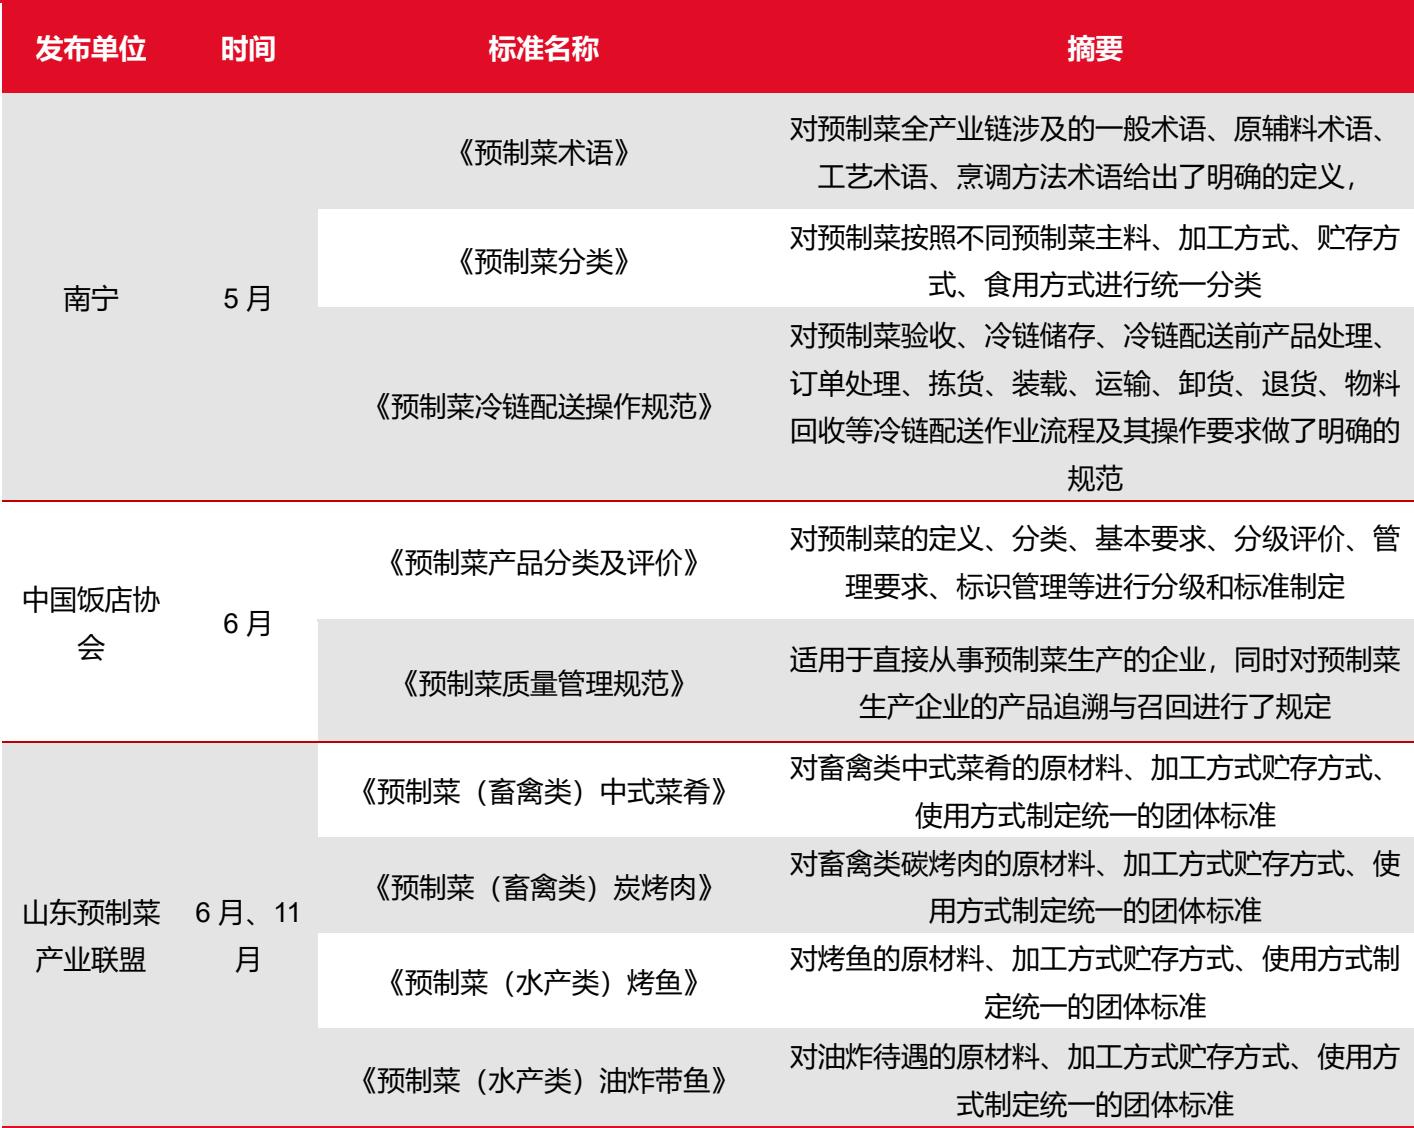 发布单位 时间 标准名称 摘要
南宁
5 月
《预制菜术语》
对预制菜全产业链涉及的一般术语、原辅料术语、
工艺术语、烹调方法术语给出了明确的定义，
《预制菜分类》
对预制菜按照不同预制菜主料、加工方式、贮存方
式、食用方式进行统一分类
《预制菜冷链配送操作规范》
对预制菜验收、冷链储存、冷链配送前产品处理、
订单处理、拣货、装载、运输、卸货、退货、物料
回收等冷链配送作业流程及其操作要求做了明确的
规范
中国饭店协
会
6 月
《预制菜产品分类及评价》
对预制菜的定义、分类、基本要求、分级评价、管
理要求、标识管理等进行分级和标准制定
《预制菜质量管理规范》
适用于直接从事预制菜生产的企业，同时对预制菜
生产企业的产品追溯与召回进行了规定
山东预制菜
产业联盟
6 月、11
月
《预制菜（畜禽类）中式菜肴》
对畜禽类中式菜肴的原材料、加工方式贮存方式、
使用方式制定统一的团体标准
《预制菜（畜禽类）炭烤肉》
对畜禽类碳烤肉的原材料、加工方式贮存方式、使
用方式制定统一的团体标准
《预制菜（水产类）烤鱼》
对烤鱼的原材料、加工方式贮存方式、使用方式制
定统一的团体标准
《预制菜（水产类）油炸带鱼》
对油炸待遇的原材料、加工方式贮存方式、使用方
式制定统一的团体标准